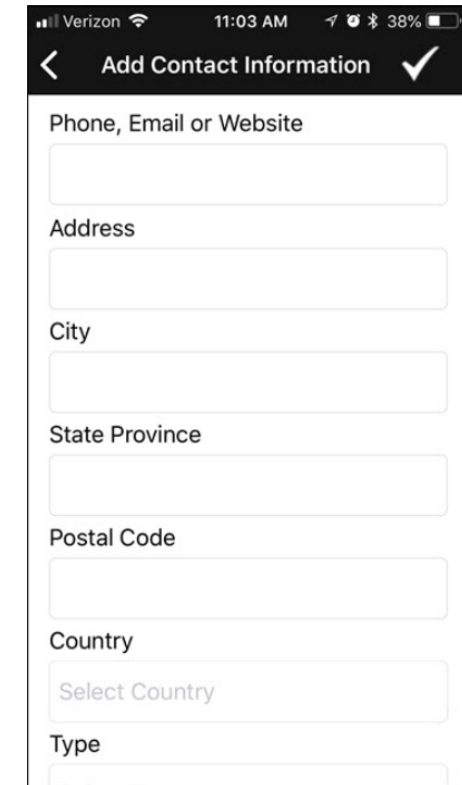 Verizon 11:03 AM 38%
Add Contact Information
Phone, Email or Website
Address
City
State Province
Postal Code
Country
Select Country
Type